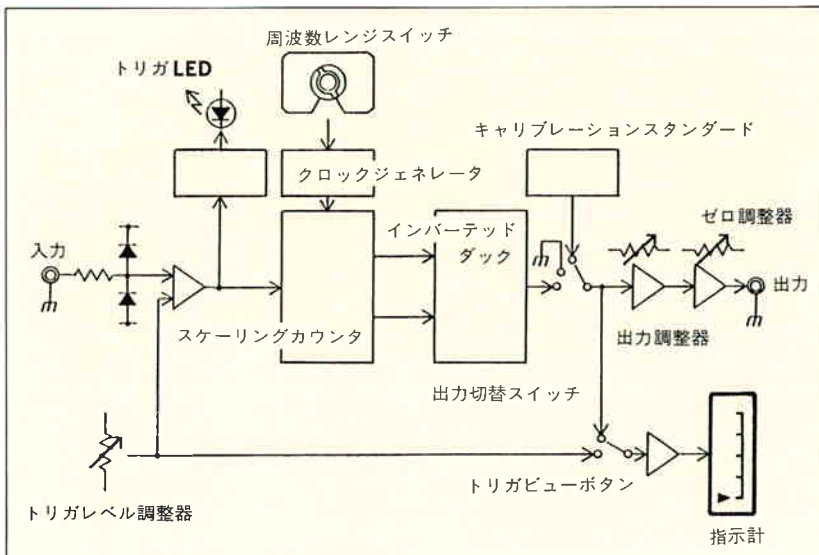 周波数レンジスイッチ
トリガLED
キャリブレーションスタンダード
クロックジェネレータ
ゼロ調整器
インバーテッド
ダック
入力
出力
スケーリングカウンタ
出力調整器
出力切替スイッチ
トリガビューボタン
トリガレベル調整器
指示計